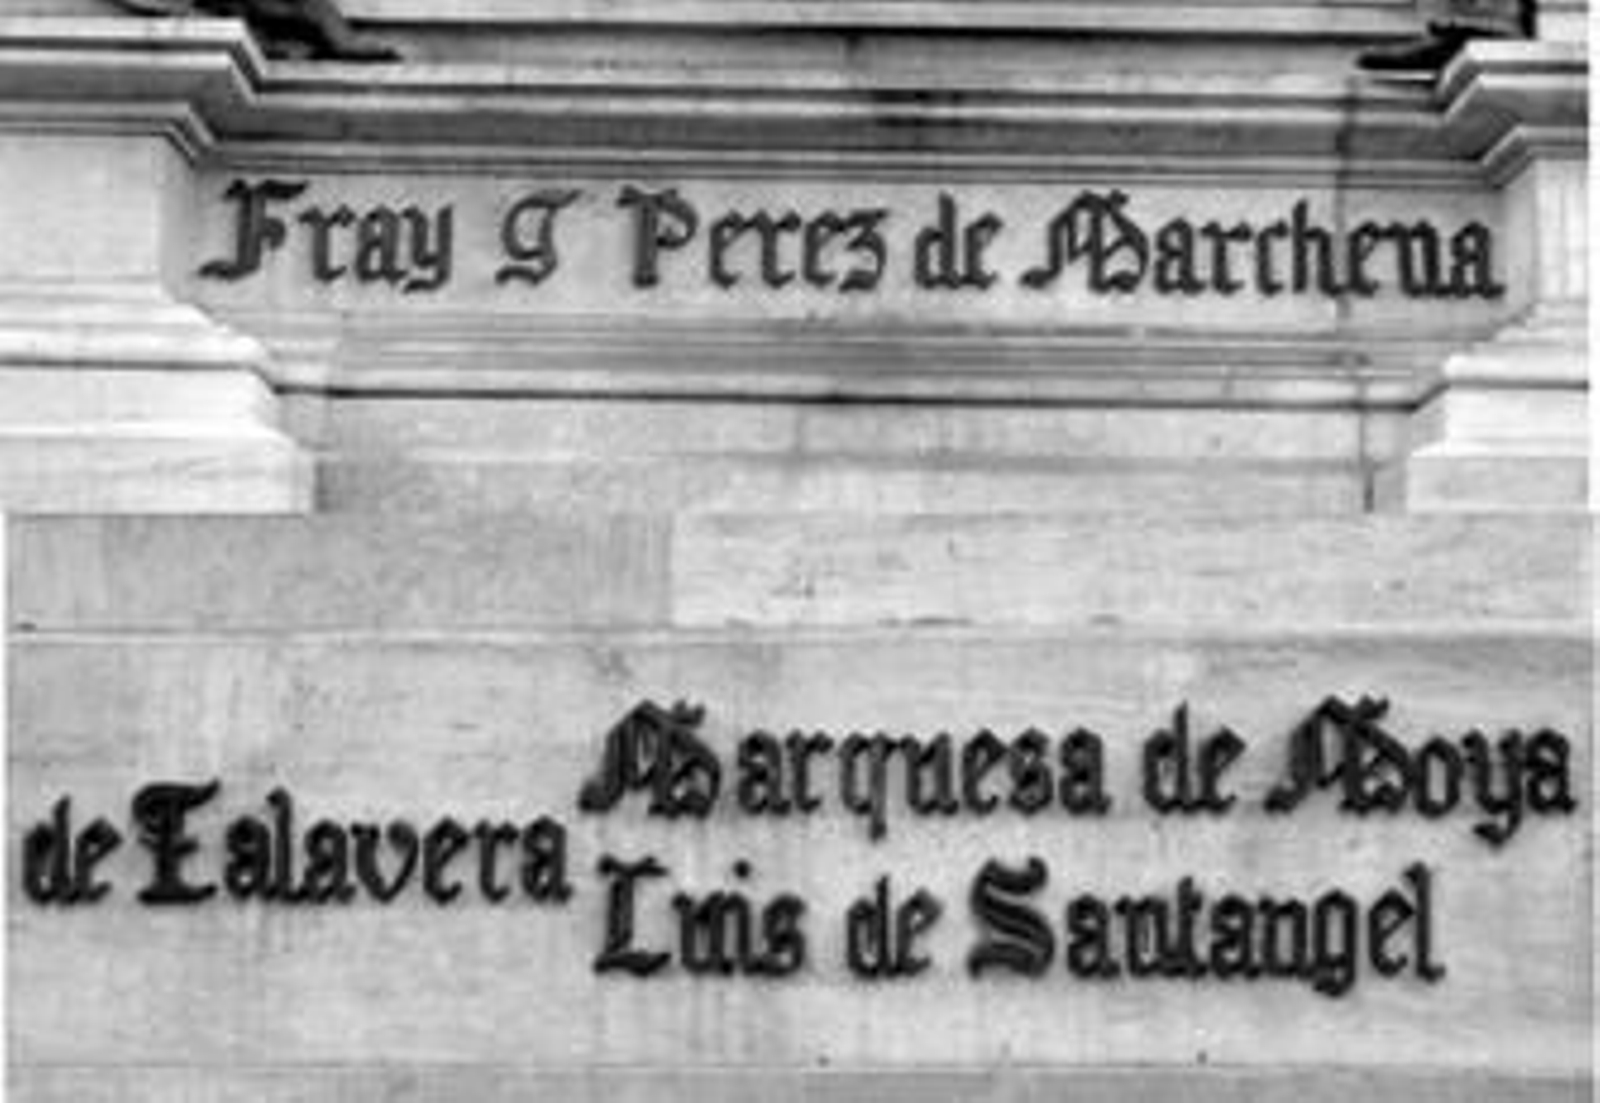 Fray G Perez de Marchena
Marquesa de Moya
de Talavera
Luis de Santangel